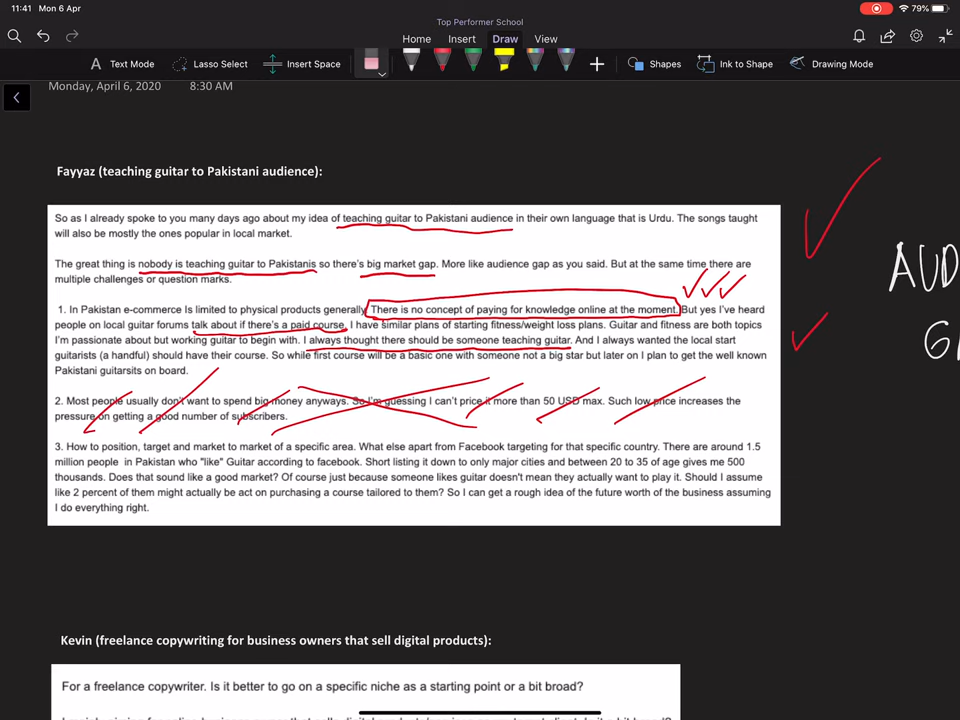 11:41 Mon 6 Apr
79%
Top Performer School
Home Insert Draw View
Text Mode Lasso Select Insert Space Shapes Ink to Shape Drawing Mode
Monday, April 6, 2020 8:30 AM
Fayyaz (teaching guitar to Pakistani audience):
So as I already spoke to you many days ago about my idea of teaching guitar to Pakistani audience in their own language that is Urdu. The songs taught
will also be mostly the ones popular in local market.
The great thing is nobody is teaching guitar to Pakistanis so there's big market gap. More like audience gap as you said. But at the same time there are
multiple challenges or question marks.
1. In Pakistan e-commerce Is limited to physical products generally. There is no concept of paying for knowledge online at the moment. But yes I've heard
people on local guitar forums talk about if there's a paid course. I have similar plans of starting fitness/weight loss plans. Guitar and fitness are both topics
I'm passionate about but working guitar to begin with. I always thought there should be someone teaching guitar. And I always wanted the local start
guitarists (a handful) should have their course. So while first course will be a basic one with someone not a big star but later on I plan to get the well known
Pakistani guitarsits on board.
2. Most people usually don't want to spend big money anyways. So I'm guessing I can't price it more than 50 USD max. Such low price increases the
pressure on getting a good number of subscribers.
3. How to position, target and market to market of a specific area. What else apart from Facebook targeting for that specific country. There are around 1.5
million people in Pakistan who "like" Guitar according to facebook. Short listing it down to only major cities and between 20 to 35 of age gives me 500
thousands. Does that sound like a good market? Of course just because someone likes guitar doesn't mean they actually want to play it. Should I assume
like 2 percent of them might actually be act on purchasing a course tailored to them? So I can get a rough idea of the future worth of the business assuming
I do everything right.
AUD
G
Kevin (freelance copywriting for business owners that sell digital products):
For a freelance copywriter. Is it better to go on a specific niche as a starting point or a bit broad?